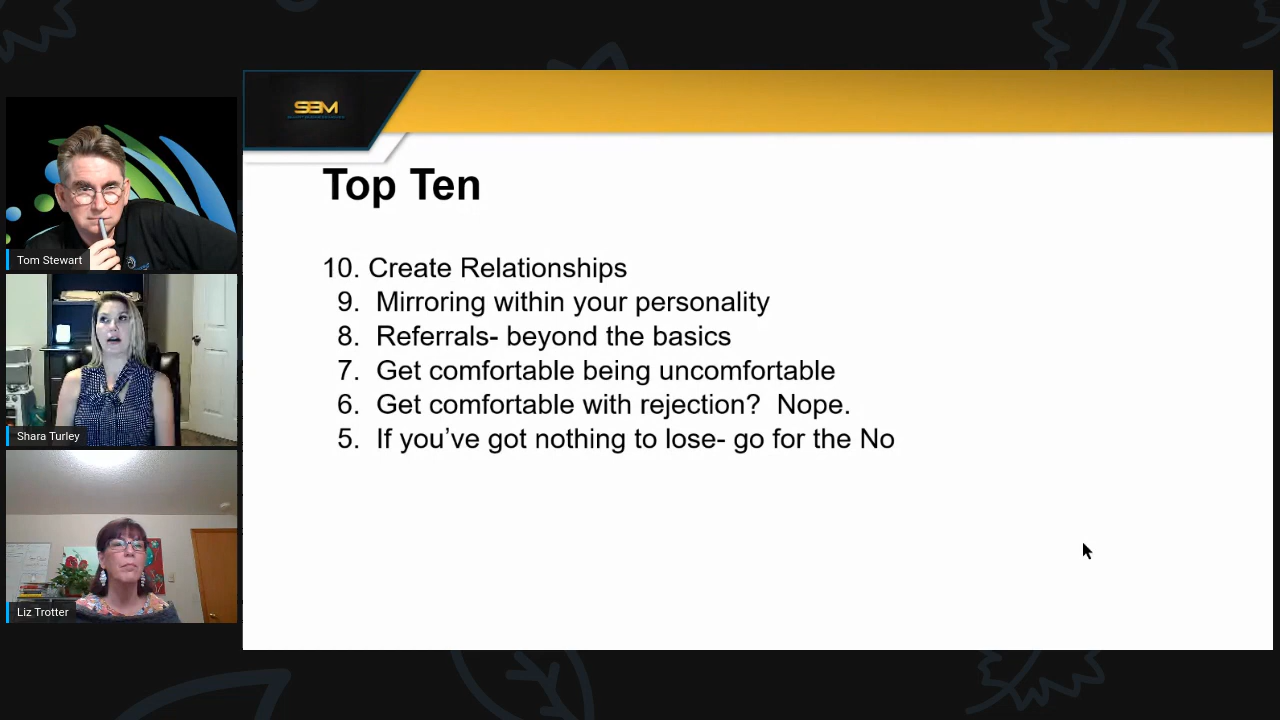 Tom Stewart
Shara Turley
Liz Trotter
SBM
Top Ten
10. Create Relationships
9. Mirroring within your personality
8. Referrals- beyond the basics
7. Get comfortable being uncomfortable
6. Get comfortable with rejection? Nope.
5. If you’ve got nothing to lose- go for the No